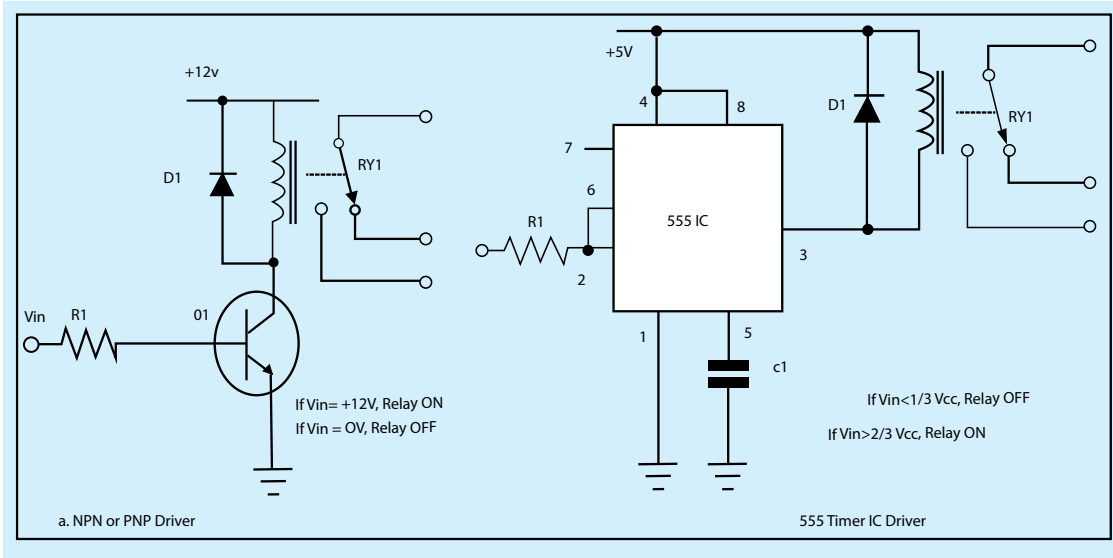 +12v
D1
RY1
Vin
R1
01
If Vin= +12V, Relay ON
If Vin = OV, Relay OFF
a. NPN or PNP Driver
+5V
4
8
D1
RY1
7
6
R1
555 IC
2
3
1
5
c1
If Vin<1/3 Vcc, Relay OFF
If Vin>2/3 Vcc, Relay ON
555 Timer IC Driver